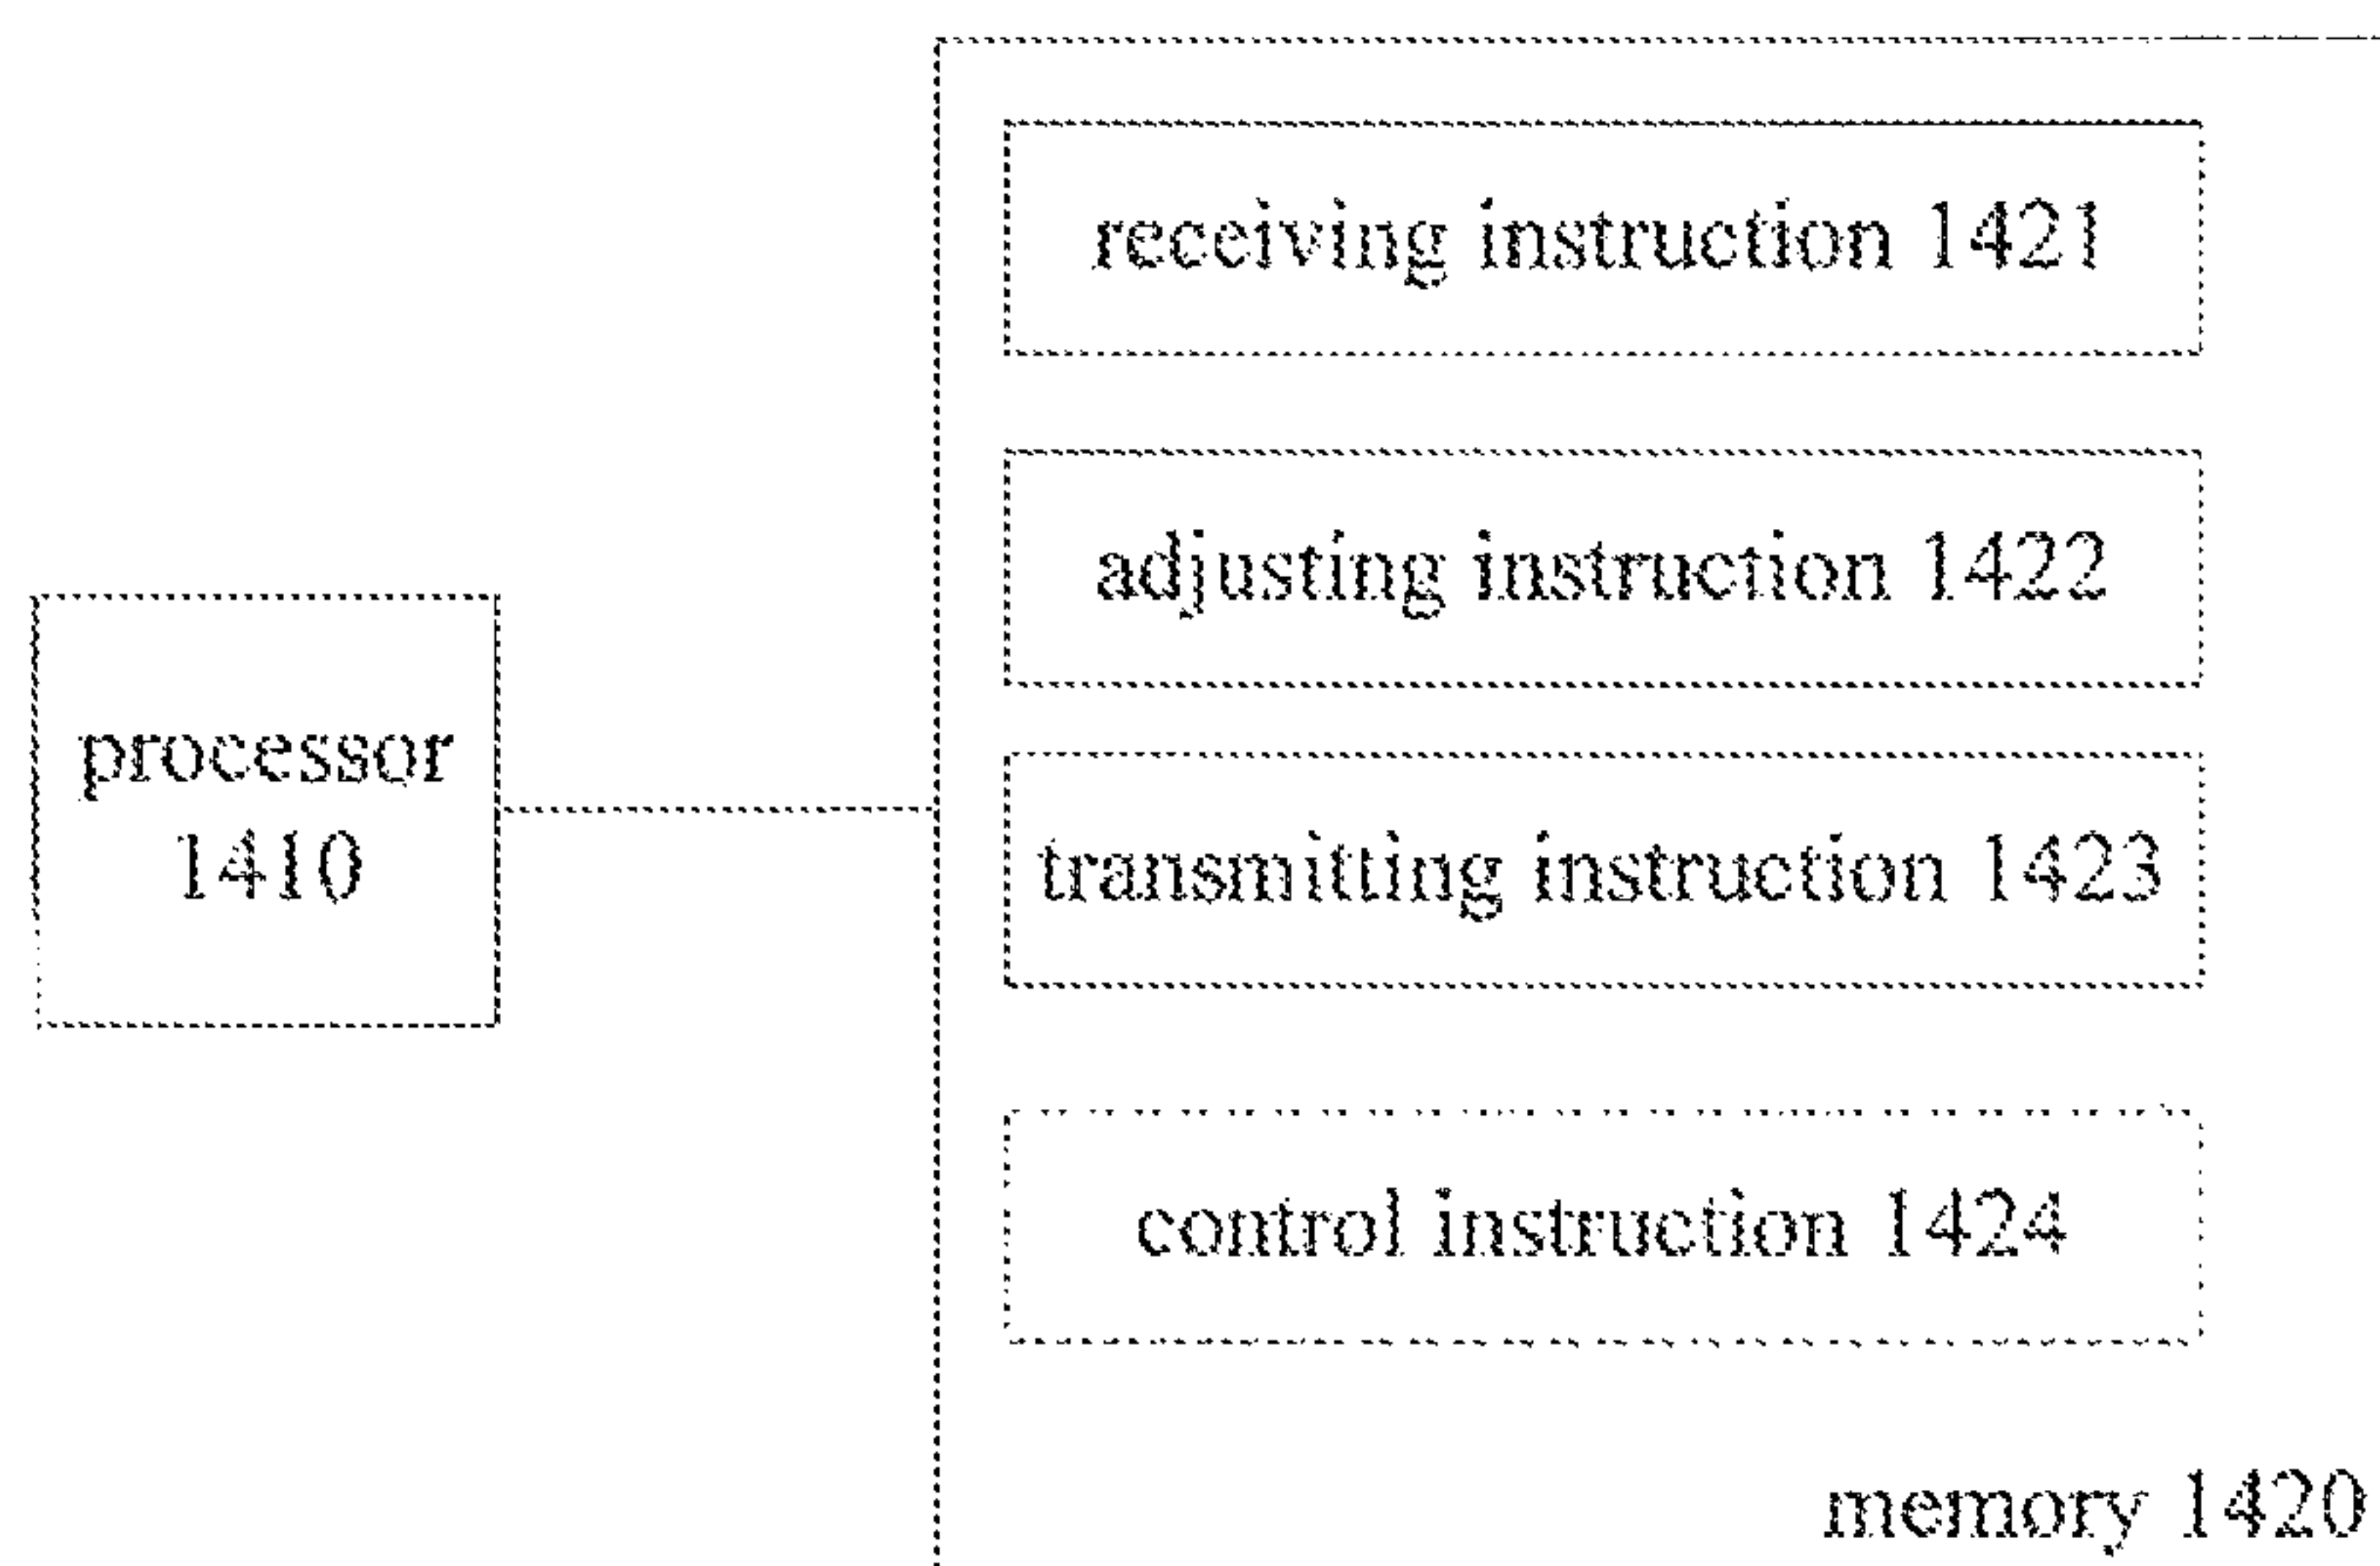 receiving instruction 1421
adjusting instruction 1422
processor
1410
transmitting instruction 1423
control instruction 1424
memory 1420